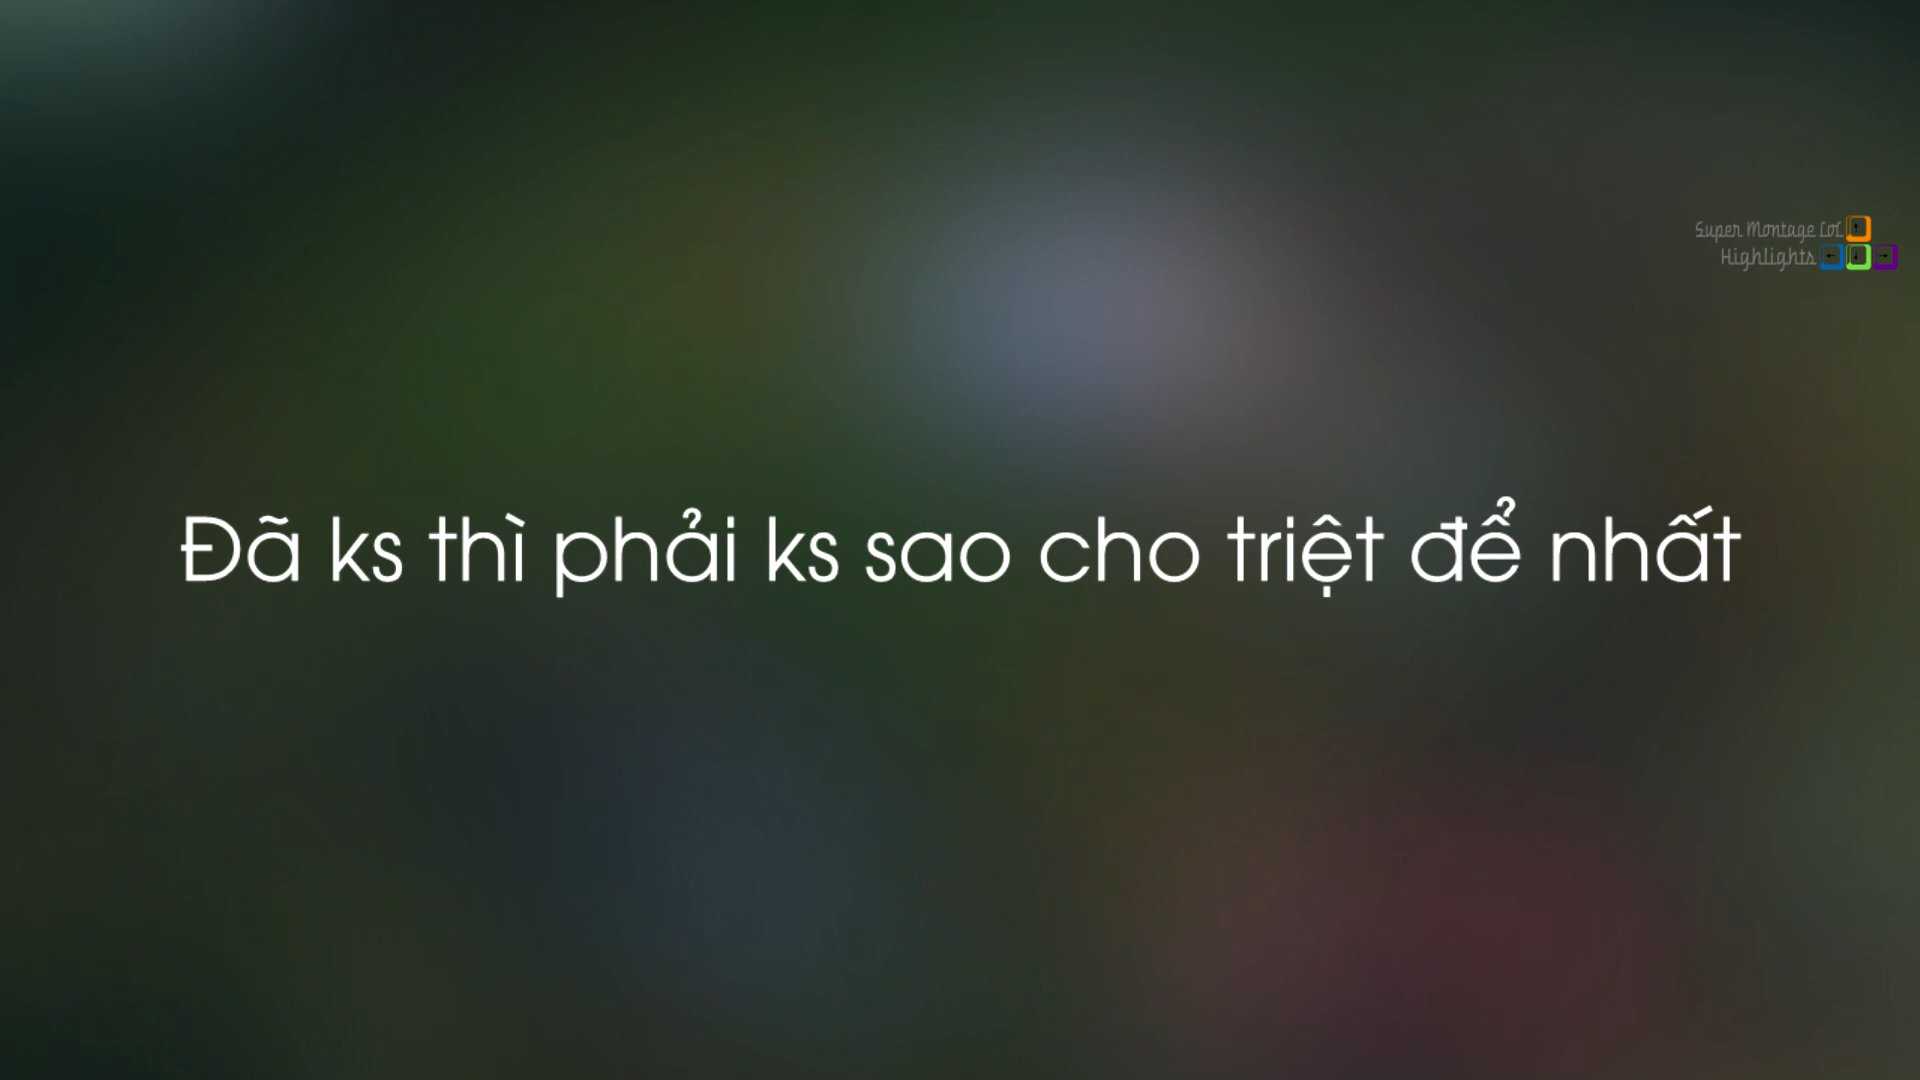 Super Montage LoL
Highlights
Đã ks thì phải ks sao cho triệt để nhất